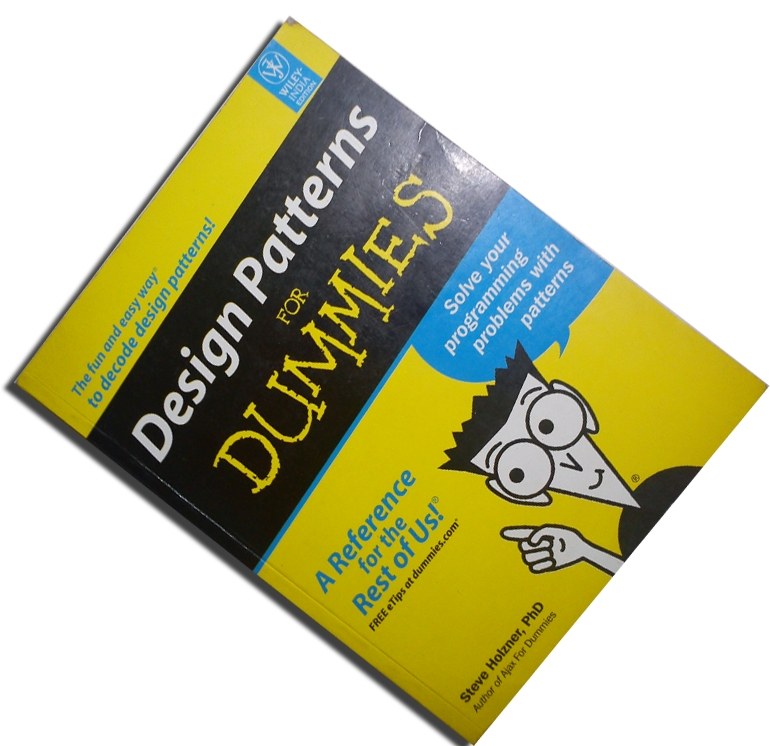 WILEY-
INDIA
EDITION
The fun and easy way®
to decode design patterns!
Design Patterns
FOR
DUMMIES
Solve your
programming
problems with
patterns
A Reference
for the
Rest of Us!®
FREE eTips at dummies.com®
®
Steve Holzner, PhD
Author of Ajax For Dummies